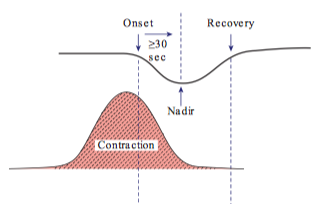 Onset
Recovery
≥30
sec
Nadir
Contraction